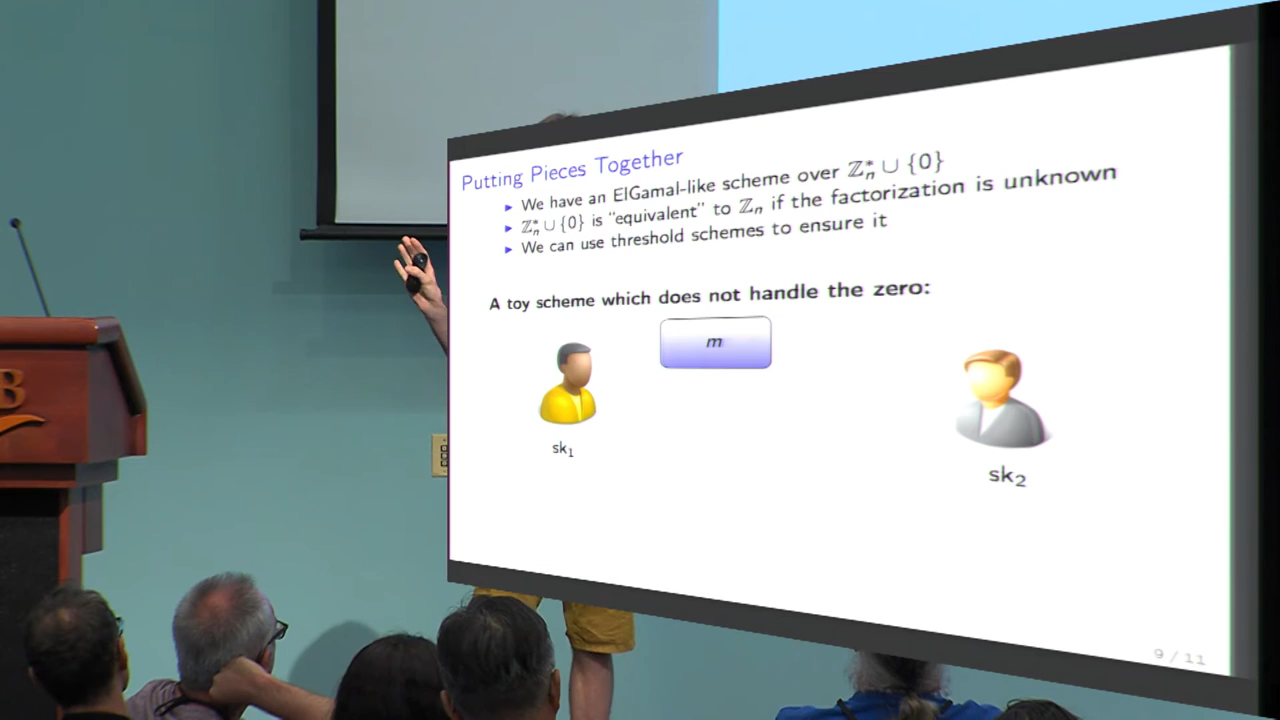 Putting Pieces Together
▶ We have an ElGamal-like scheme over ℤₙ* ∪ {0}
▶ ℤₙ* ∪ {0} is "equivalent" to ℤₙ if the factorization is unknown
▶ We can use threshold schemes to ensure it
A toy scheme which does not handle the zero:
m
sk₁
sk₂
9 / 11
B